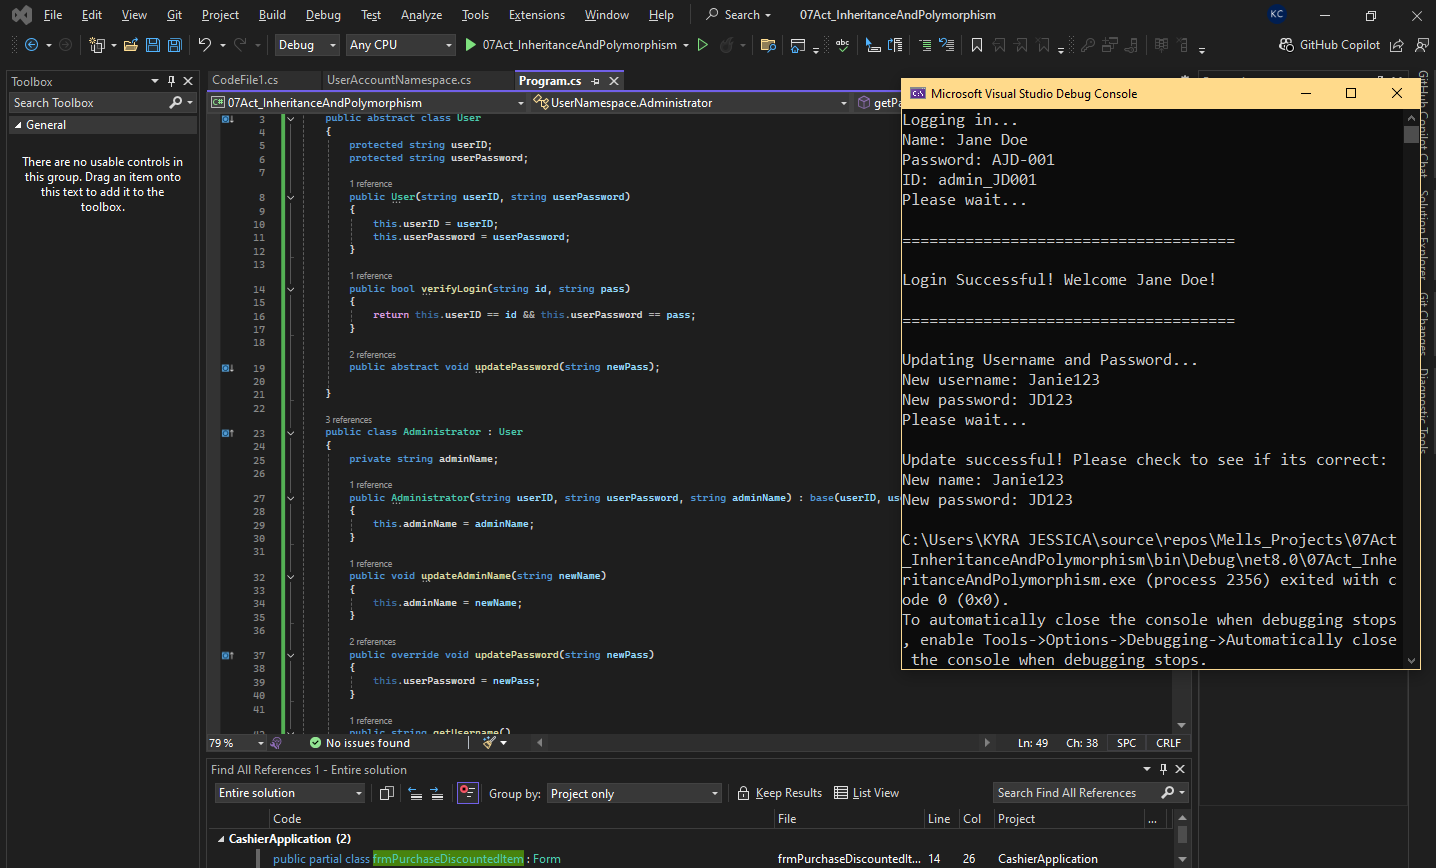 File Edit View Git Project Build Debug Test Analyze Tools Extensions Window Help Search 07Act_InheritanceAndPolymorphism KC
Debug Any CPU 07Act_InheritanceAndPolymorphism GitHub Copilot
Toolbox
Search Toolbox
General
There are no usable controls in
this group. Drag an item onto
this text to add it to the
toolbox.
CodeFile1.cs UserAccountNamespace.cs Program.cs
07Act_InheritanceAndPolymorphism UserNamespace.Administrator
3 public abstract class User
4 {
5 protected string userID;
6 protected string userPassword;
7
1 reference
8 public User(string userID, string userPassword)
9 {
10 this.userID = userID;
11 this.userPassword = userPassword;
12 }
13
1 reference
14 public bool verifyLogin(string id, string pass)
15 {
16 return this.userID == id && this.userPassword == pass;
17 }
18
2 references
19 public abstract void updatePassword(string newPass);
20
21 }
22
3 references
23 public class Administrator : User
24 {
25 private string adminName;
26
1 reference
27 public Administrator(string userID, string userPassword, string adminName) : base(userID, us
28 {
29 this.adminName = adminName;
30 }
31
1 reference
32 public void updateAdminName(string newName)
33 {
34 this.adminName = newName;
35 }
36
2 references
37 public override void updatePassword(string newPass)
38 {
39 this.userPassword = newPass;
40 }
41
1 reference
42 public string getUsername()
79 % No issues found Ln: 49 Ch: 38 SPC CRLF
Microsoft Visual Studio Debug Console
Logging in...
Name: Jane Doe
Password: AJD-001
ID: admin_JD001
Please wait...
=====================================
Login Successful! Welcome Jane Doe!
=====================================
Updating Username and Password...
New username: Janie123
New password: JD123
Please wait...
Update successful! Please check to see if its correct:
New name: Janie123
New password: JD123
C:\Users\KYRA JESSICA\source\repos\Mells_Projects\07Act
_InheritanceAndPolymorphism\bin\Debug\net8.0\07Act_Inhe
ritanceAndPolymorphism.exe (process 2356) exited with c
ode 0 (0x0).
To automatically close the console when debugging stops
, enable Tools->Options->Debugging->Automatically close
the console when debugging stops.
Find All References 1 - Entire solution
Entire solution Group by: Project only Keep Results List View Search Find All References
Code File Line Col Project ...
CashierApplication (2)
public partial class frmPurchaseDiscountedItem : Form frmPurchaseDiscountedIt... 14 26 CashierApplication